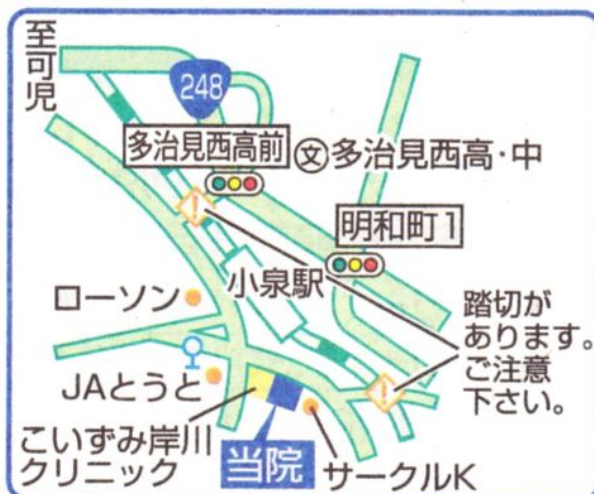 至可児
248
多治見西高前
文多治見西高・中
明和町1
小泉駅
ローソン
踏切が
あります。
ご注意
下さい。
JAとうと
こいずみ岸川
クリニック
当院
サークルK
!
!